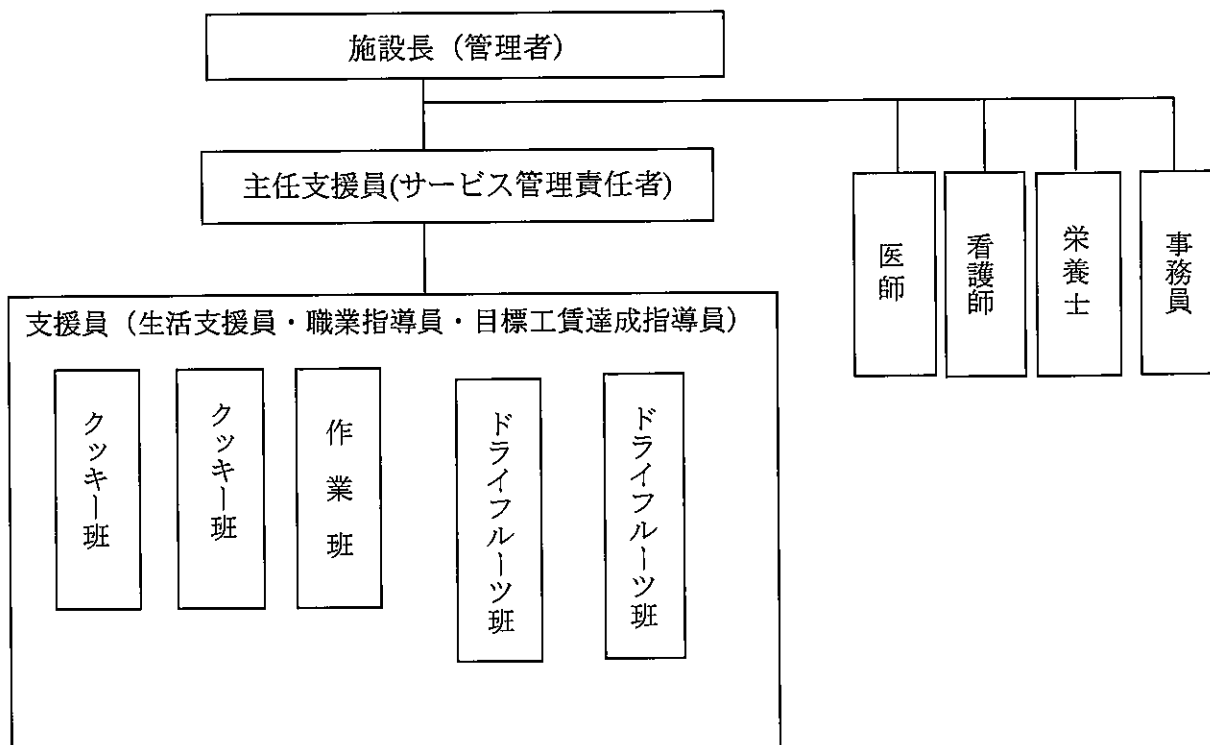 施設長（管理者）
主任支援員(サービス管理責任者)
医師
看護師
栄養士
事務員
支援員（生活支援員・職業指導員・目標工賃達成指導員）
クッキー班
クッキー班
作業班
ドライフルーツ班
ドライフルーツ班